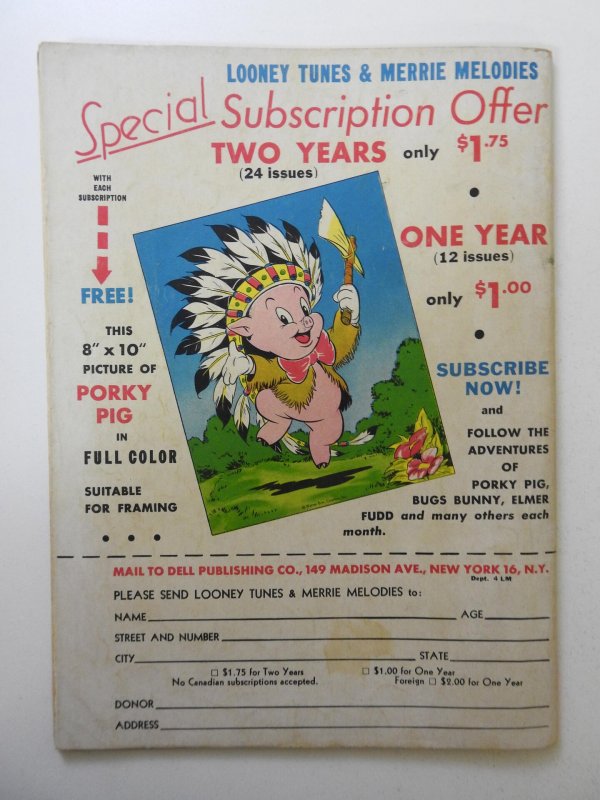 LOONEY TUNES & MERRIE MELODIES
Special Subscription Offer
TWO YEARS only $1.75
(24 issues)
WITH
EACH
SUBSCRIPTION
FREE!
THIS
8" x 10"
PICTURE OF
PORKY
PIG
IN
FULL COLOR
SUITABLE
FOR FRAMING
ONE YEAR
(12 issues)
only $1.00
SUBSCRIBE
NOW!
and
FOLLOW THE
ADVENTURES
OF
PORKY PIG,
BUGS BUNNY, ELMER
FUDD and many others each
month.
MAIL TO DELL PUBLISHING CO., 149 MADISON AVE., NEW YORK 16, N.Y.
Dept. 4 LM
PLEASE SEND LOONEY TUNES & MERRIE MELODIES to:
NAME AGE
STREET AND NUMBER
CITY STATE
$1.75 for Two Years $1.00 for One Year
No Canadian subscriptions accepted. Foreign $2.00 for One Year
DONOR
ADDRESS